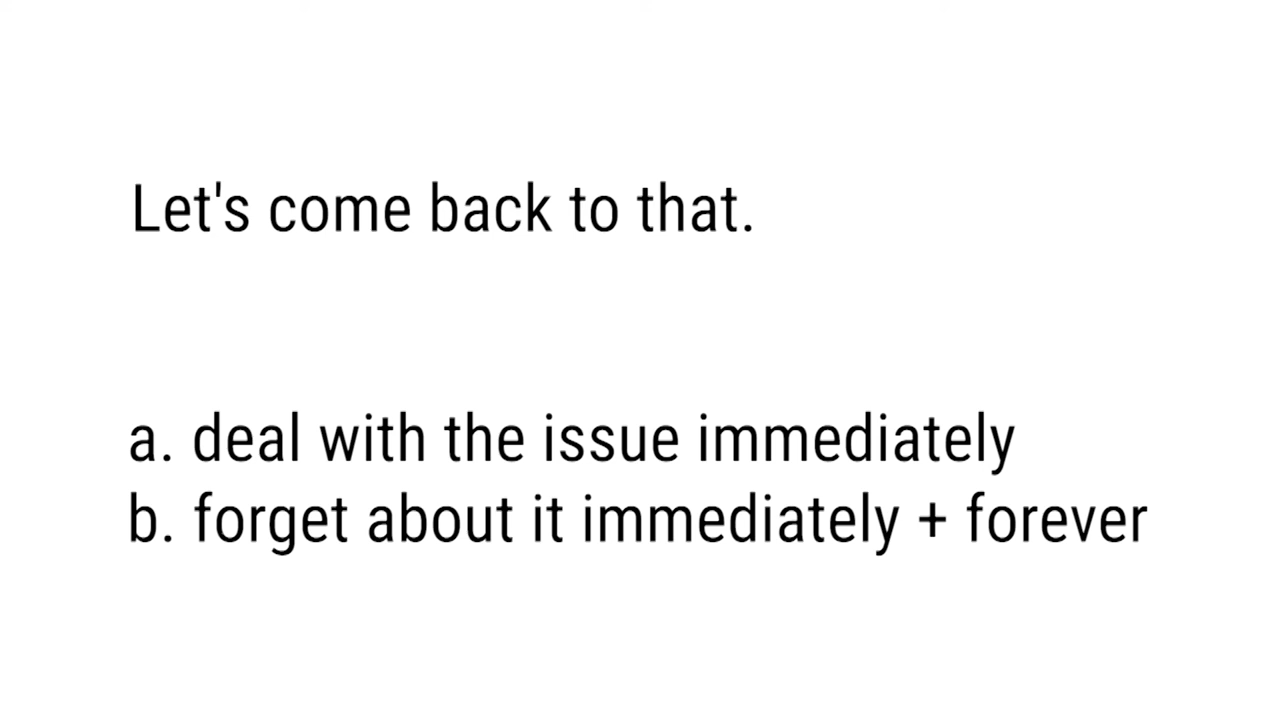 Let's come back to that.
a. deal with the issue immediately
b. forget about it immediately + forever